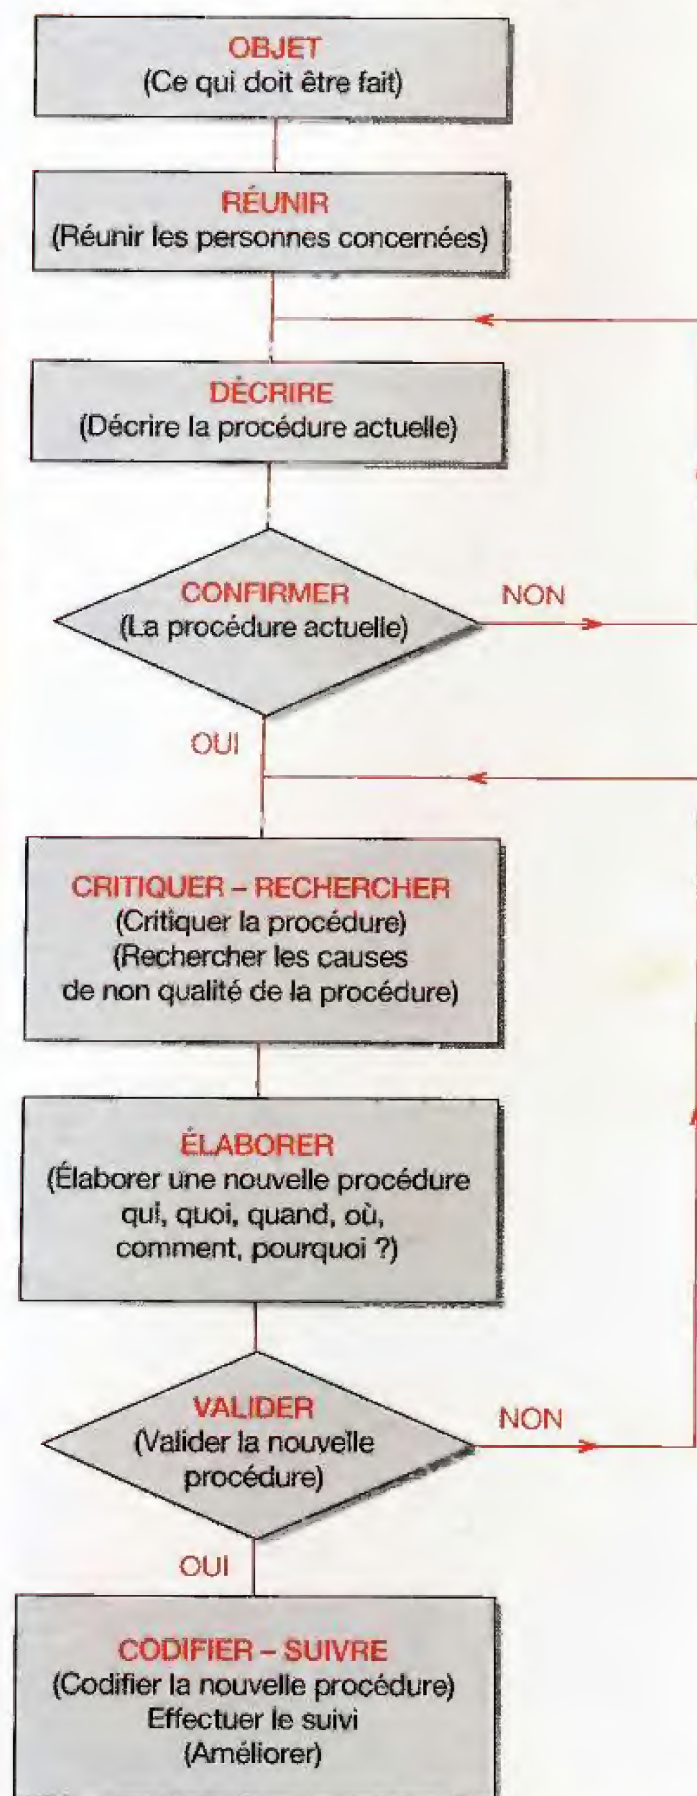 OBJET
(Ce qui doit être fait)
RÉUNIR
(Réunir les personnes concernées)
DÉCRIRE
(Décrire la procédure actuelle)
CONFIRMER
(La procédure actuelle)
NON
OUI
CRITIQUER – RECHERCHER
(Critiquer la procédure)
(Rechercher les causes
de non qualité de la procédure)
ÉLABORER
(Élaborer une nouvelle procédure
qui, quoi, quand, où,
comment, pourquoi ?)
VALIDER
(Valider la nouvelle
procédure)
NON
OUI
CODIFIER – SUIVRE
(Codifier la nouvelle procédure)
Effectuer le suivi
(Améliorer)